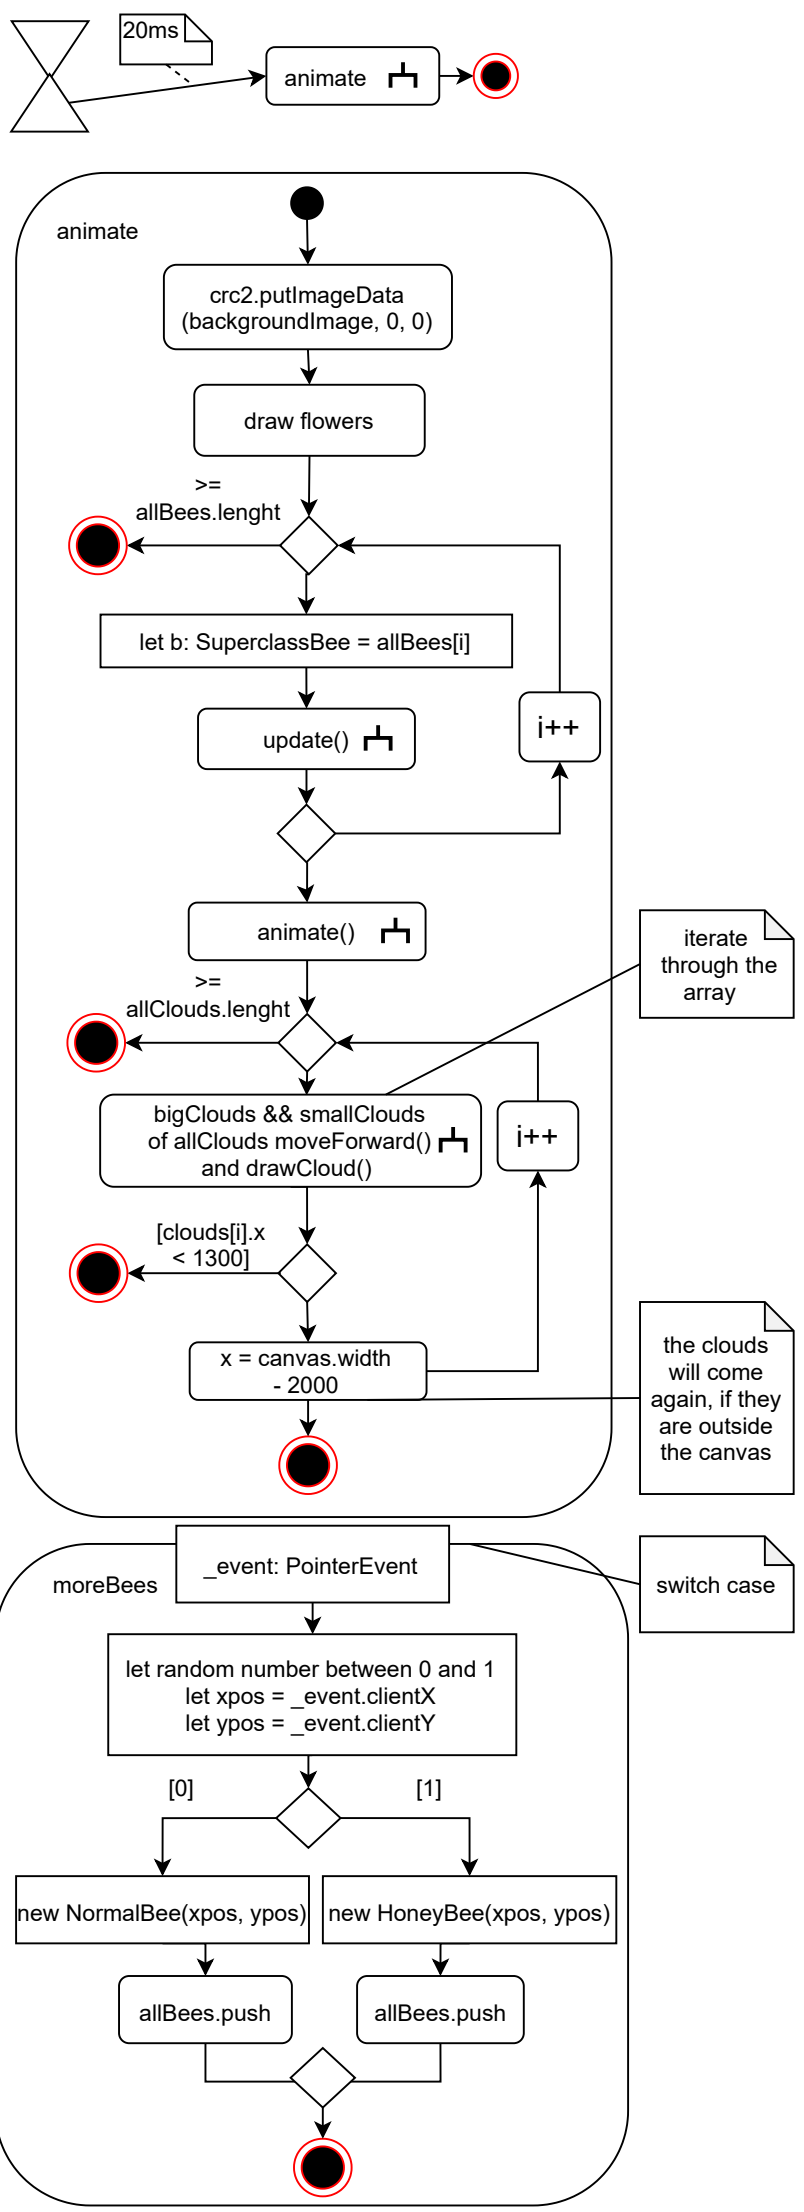 20ms
animate
animate
crc2.putImageData
(backgroundImage, 0, 0)
draw flowers
>=
allBees.lenght
let b: SuperclassBee = allBees[i]
i++
update()
animate()
iterate
through the
array
>=
allClouds.lenght
bigClouds && smallClouds
of allClouds moveForward()
and drawCloud()
i++
[clouds[i].x
< 1300]
x = canvas.width
- 2000
the clouds
will come
again, if they
are outside
the canvas
_event: PointerEvent
moreBees
switch case
let random number between 0 and 1
let xpos = _event.clientX
let ypos = _event.clientY
[0]
[1]
new NormalBee(xpos, ypos)
new HoneyBee(xpos, ypos)
allBees.push
allBees.push